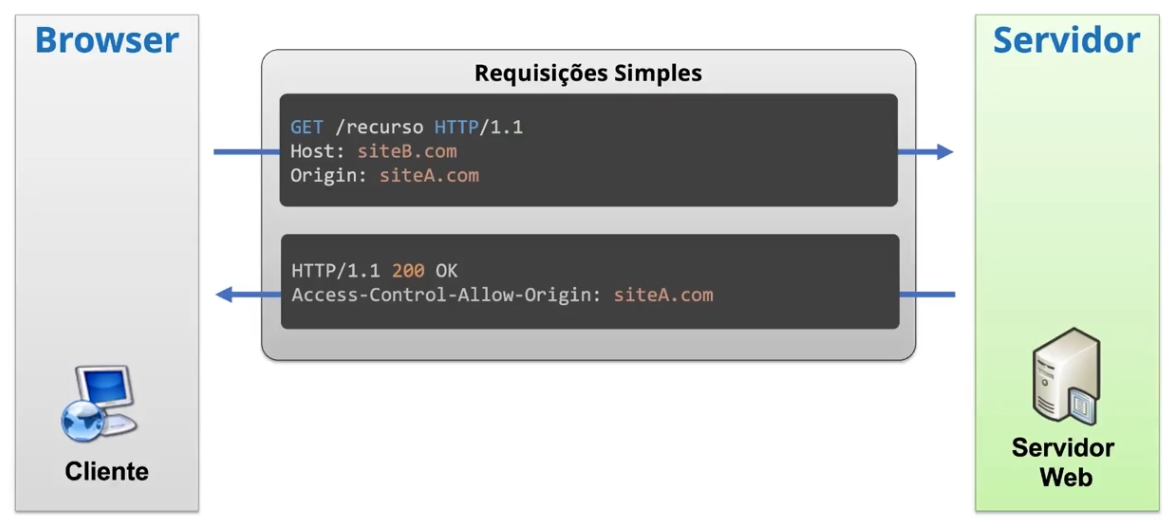 Browser
Servidor
Requisições Simples
GET /recurso HTTP/1.1
Host: siteB.com
Origin: siteA.com
HTTP/1.1 200 OK
Access-Control-Allow-Origin: siteA.com
Cliente
Servidor
Web